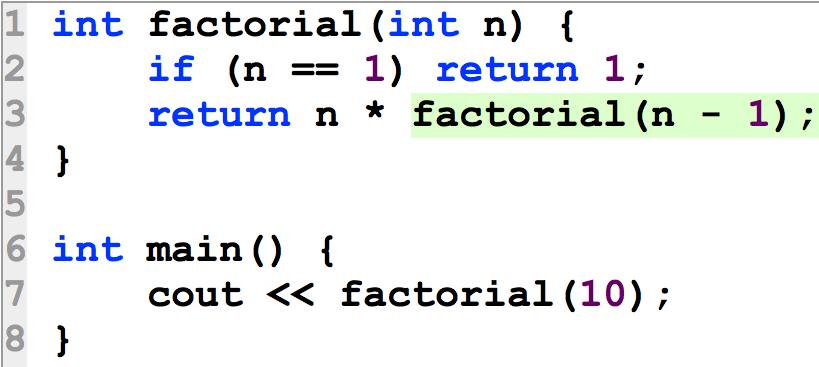 1 int factorial(int n) {
2     if (n == 1) return 1;
3     return n * factorial(n - 1);
4 }
5
6 int main() {
7     cout << factorial(10);
8 }